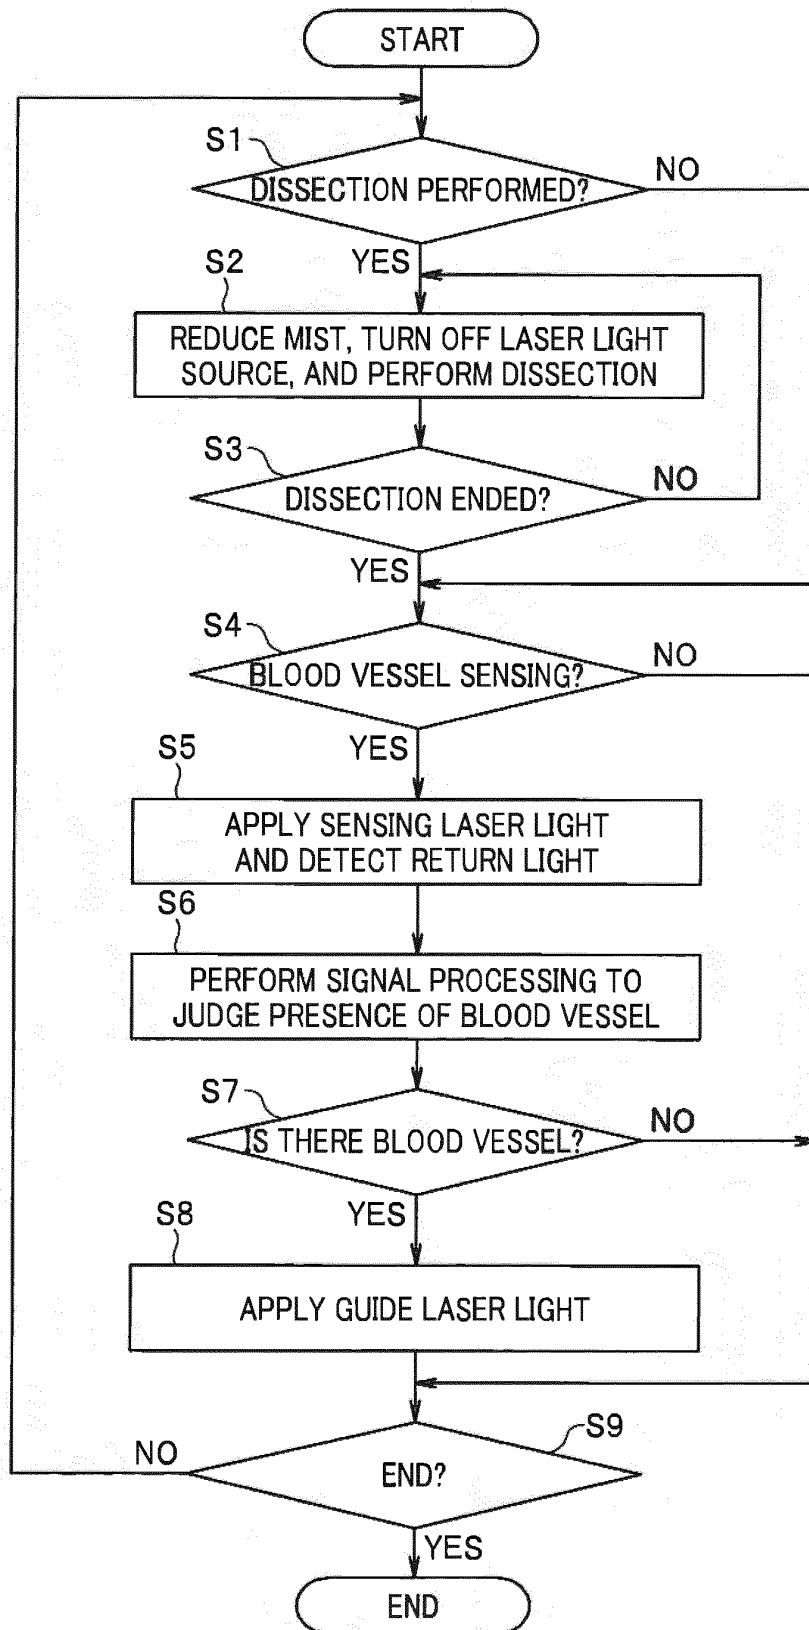 START
S1
DISSECTION PERFORMED?
NO
YES
S2
REDUCE MIST, TURN OFF LASER LIGHT
SOURCE, AND PERFORM DISSECTION
S3
DISSECTION ENDED?
NO
YES
S4
BLOOD VESSEL SENSING?
NO
YES
S5
APPLY SENSING LASER LIGHT
AND DETECT RETURN LIGHT
S6
PERFORM SIGNAL PROCESSING TO
JUDGE PRESENCE OF BLOOD VESSEL
S7
IS THERE BLOOD VESSEL?
NO
YES
S8
APPLY GUIDE LASER LIGHT
S9
NO
END?
YES
END